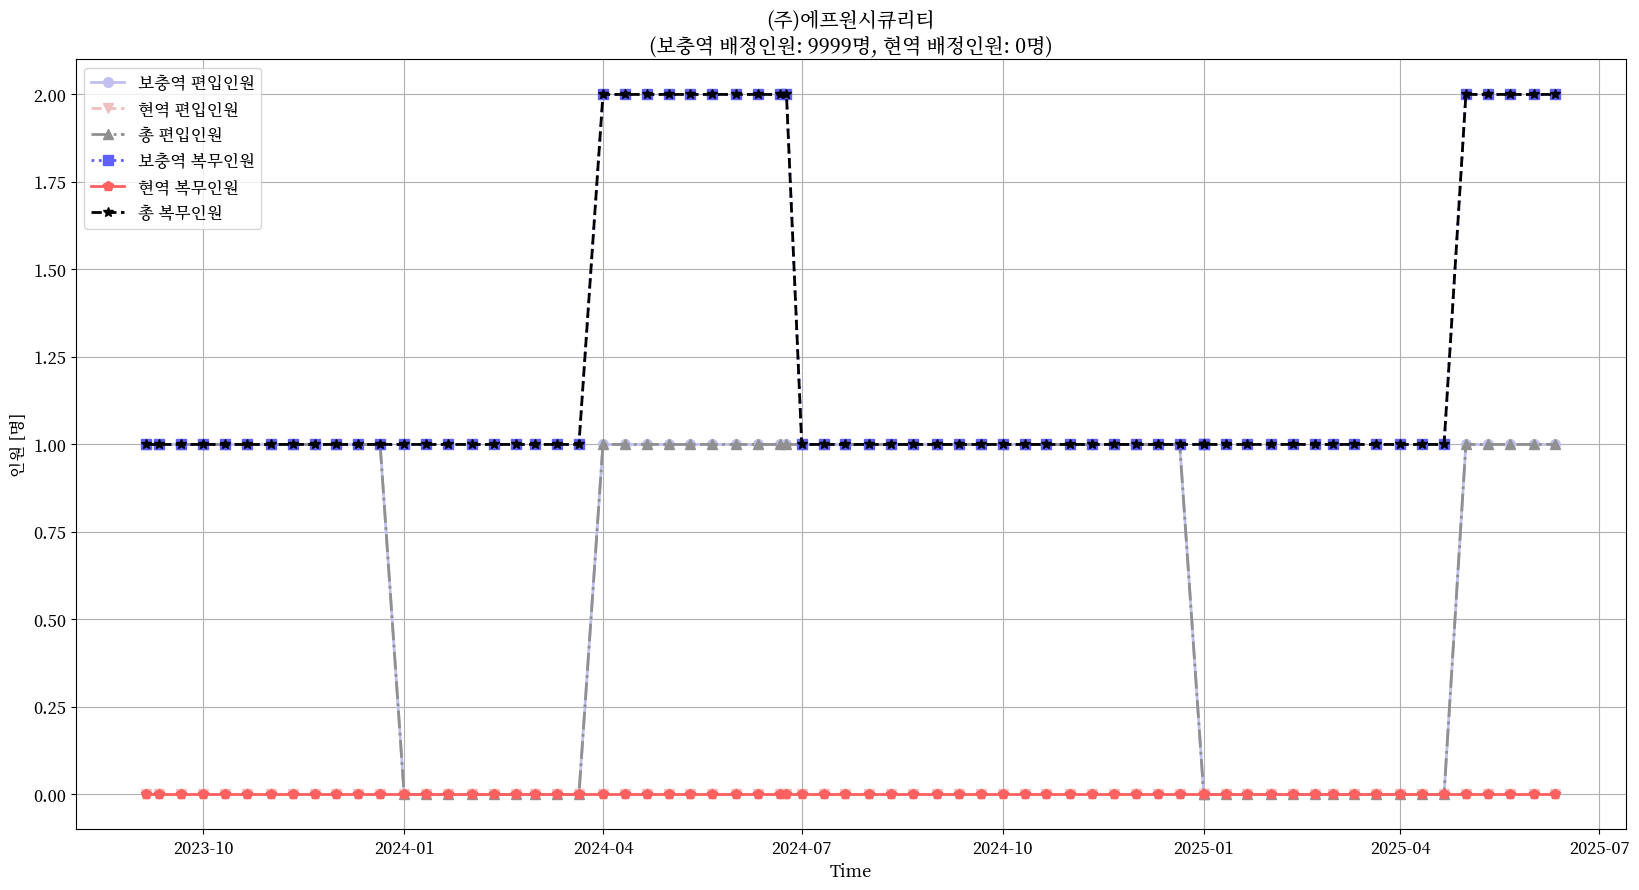 (주)에프원시큐리티
(보충역 배정인원: 9999명, 현역 배정인원: 0명)
보충역 편입인원
현역 편입인원
총 편입인원
보충역 복무인원
현역 복무인원
총 복무인원
2.00
1.75
1.50
1.25
1.00
0.75
0.50
0.25
0.00
인원 [명]
2023-10
2024-01
2024-04
2024-07
2024-10
2025-01
2025-04
2025-07
Time